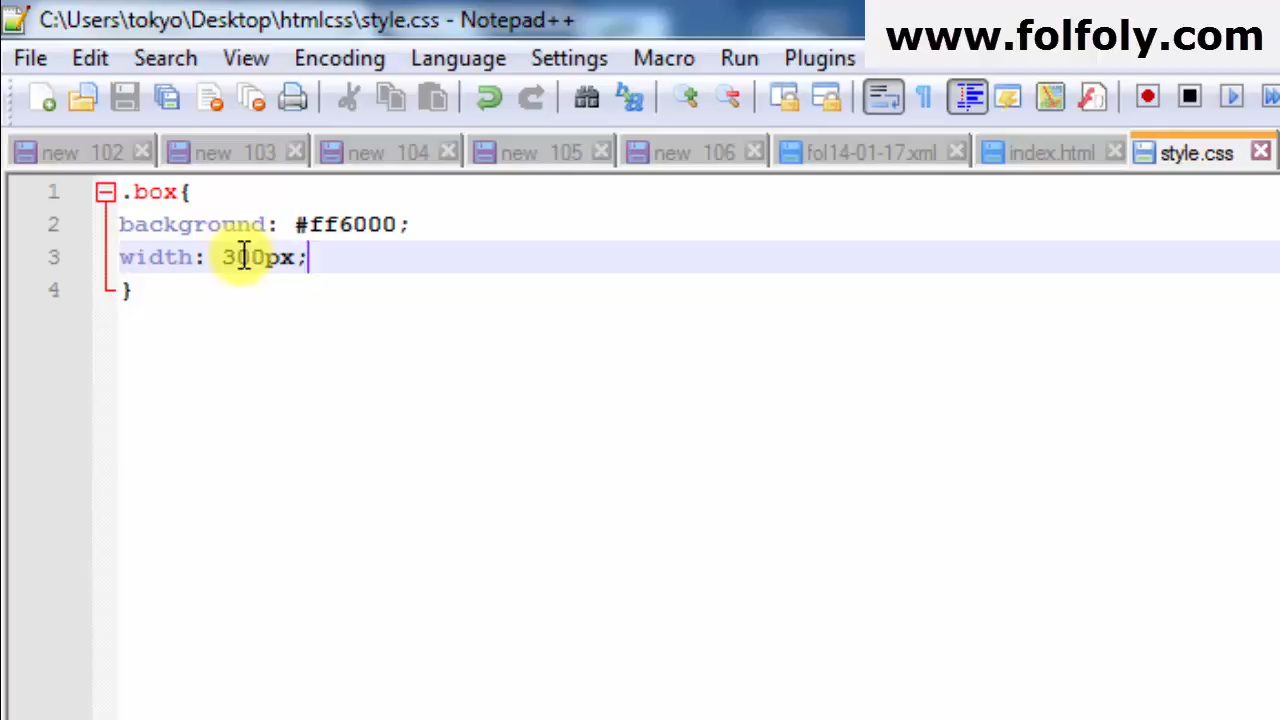 C:\Users\tokyo\Desktop\htmlcss\style.css - Notepad++
www.folfoly.com
File Edit Search View Encoding Language Settings Macro Run Plugins
new 102 new 103 new 104 new 105 new 106 fol14-01-17.xml index.html style.css
1 .box{
2 background: #ff6000;
3 width: 300px;
4 }